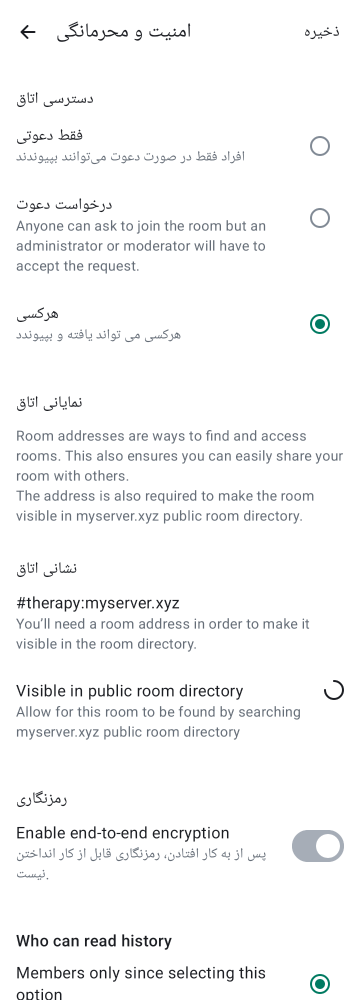 امنیت و محرمانگی
ذخیره
دسترسی اتاق
فقط دعوتی
افراد فقط در صورت دعوت می‌توانند بپیوندند
درخواست دعوت
Anyone can ask to join the room but an
administrator or moderator will have to
accept the request.
هرکسی
هرکسی می تواند یافته و بپیوندد
نمایانی اتاق
Room addresses are ways to find and access
rooms. This also ensures you can easily share your
room with others.
The address is also required to make the room
visible in myserver.xyz public room directory.
نشانی اتاق
#therapy:myserver.xyz
You'll need a room address in order to make it
visible in the room directory.
Visible in public room directory
Allow for this room to be found by searching
myserver.xyz public room directory
رمزنگاری
Enable end-to-end encryption
پس از به کار افتادن، رمزنگاری قابل از کار انداختن
نیست.
Who can read history
Members only since selecting this
option